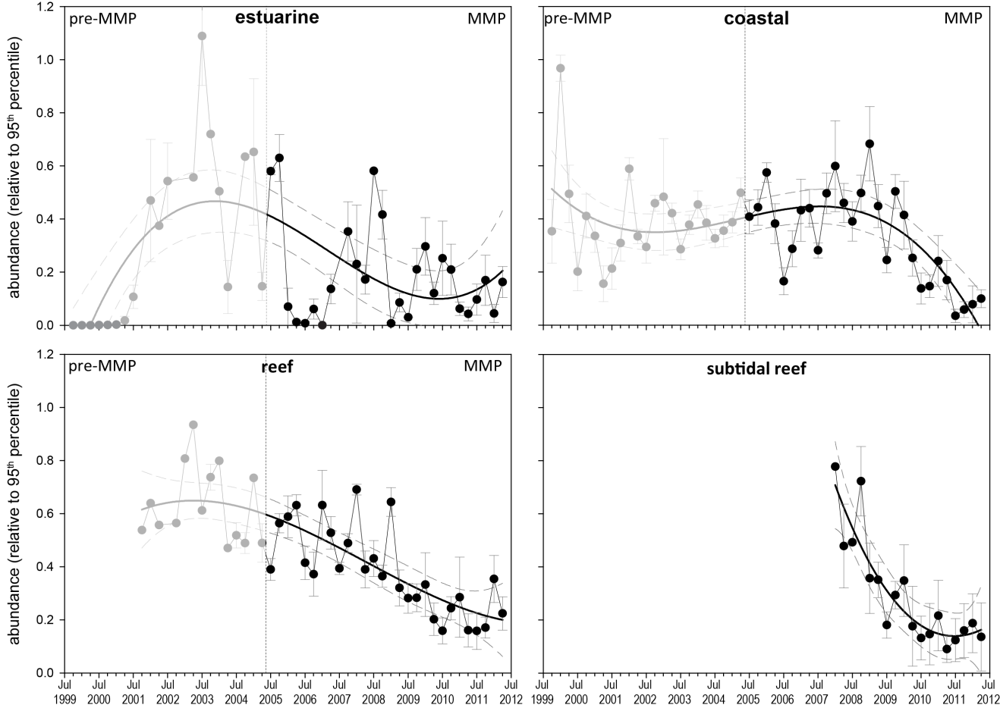 pre-MMP estuarine MMP
pre-MMP coastal MMP
abundance (relative to 95th percentile)
1.2
1.0
0.8
0.6
0.4
0.2
0.0
pre-MMP reef MMP
subtidal reef
abundance (relative to 95th percentile)
1.2
1.0
0.8
0.6
0.4
0.2
0.0
Jul Jul Jul Jul Jul Jul Jul Jul Jul Jul Jul Jul Jul Jul
1999 2000 2001 2002 2003 2004 2005 2006 2007 2008 2009 2010 2011 2012
Jul Jul Jul Jul Jul Jul Jul Jul Jul Jul Jul Jul Jul Jul
1999 2000 2001 2002 2003 2004 2005 2006 2007 2008 2009 2010 2011 2012